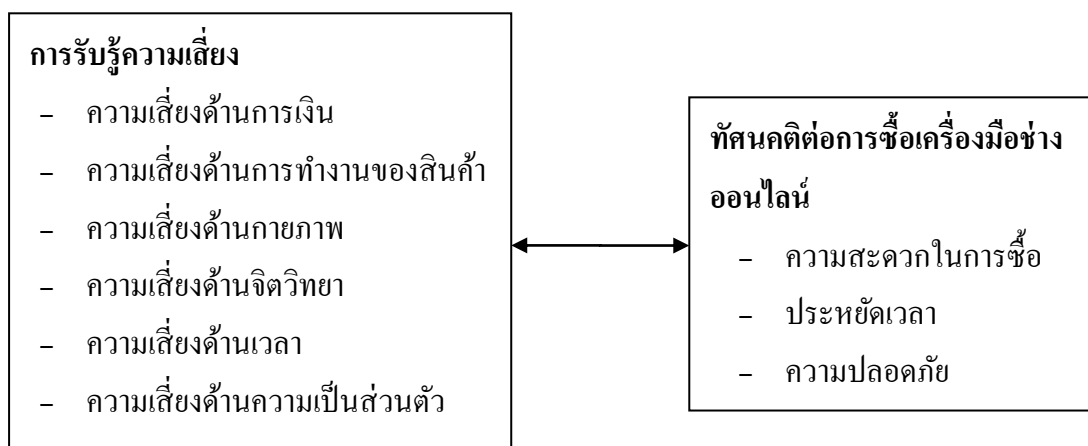 การรับรู้ความเสี่ยง
- ความเสี่ยงด้านการเงิน
- ความเสี่ยงด้านการทำงานของสินค้า
- ความเสี่ยงด้านกายภาพ
- ความเสี่ยงด้านจิตวิทยา
- ความเสี่ยงด้านเวลา
- ความเสี่ยงด้านความเป็นส่วนตัว
ทัศนคติต่อการซื้อเครื่องมือช่าง
ออนไลน์
- ความสะดวกในการซื้อ
- ประหยัดเวลา
- ความปลอดภัย